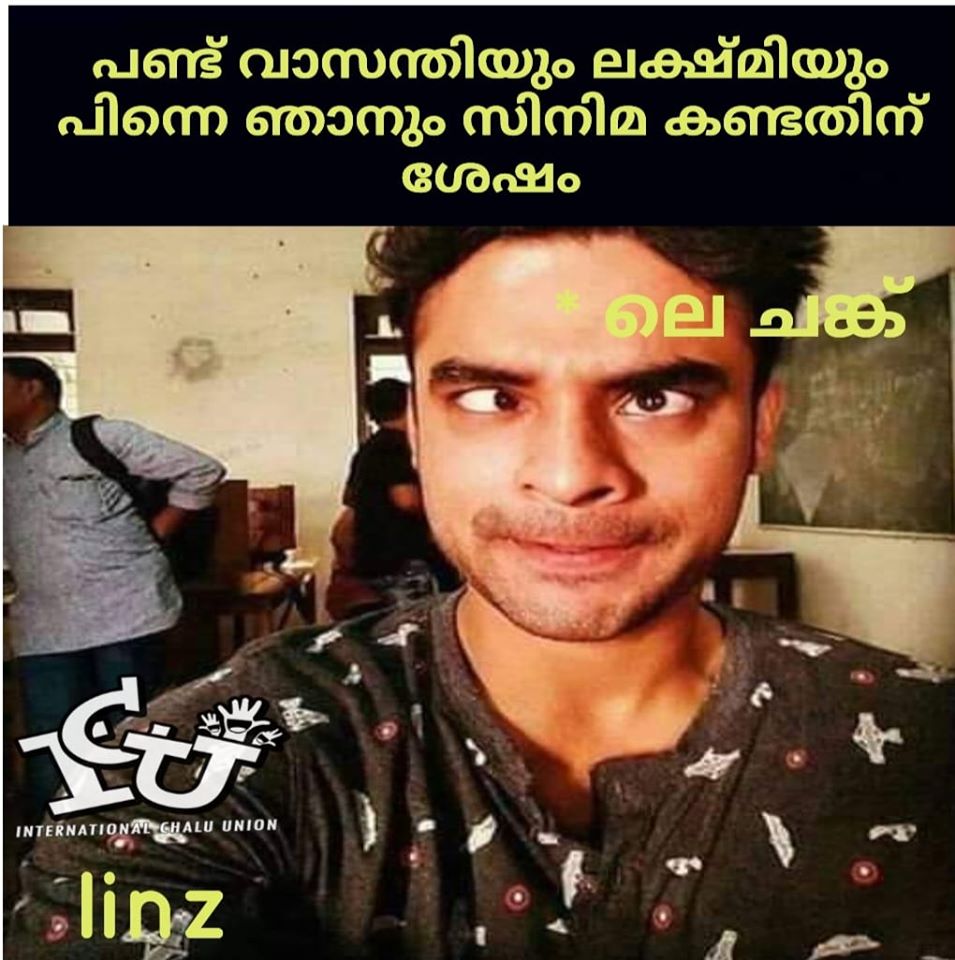 പണ്ട് വാസന്തിയും ലക്ഷ്മിയും
പിന്നെ ഞാനും സിനിമ കണ്ടതിന്
ശേഷം
* ലെ ചങ്ക്
ICU
INTERNATIONAL CHALU UNION
linz